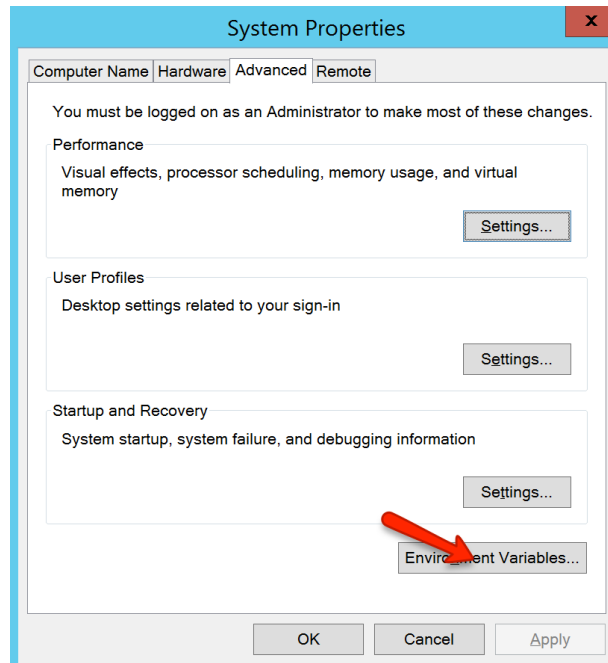 System Properties
x
Computer Name Hardware Advanced Remote
You must be logged on as an Administrator to make most of these changes.
Performance
Visual effects, processor scheduling, memory usage, and virtual
memory
Settings...
User Profiles
Desktop settings related to your sign-in
Settings...
Startup and Recovery
System startup, system failure, and debugging information
Settings...
Environment Variables...
OK Cancel Apply